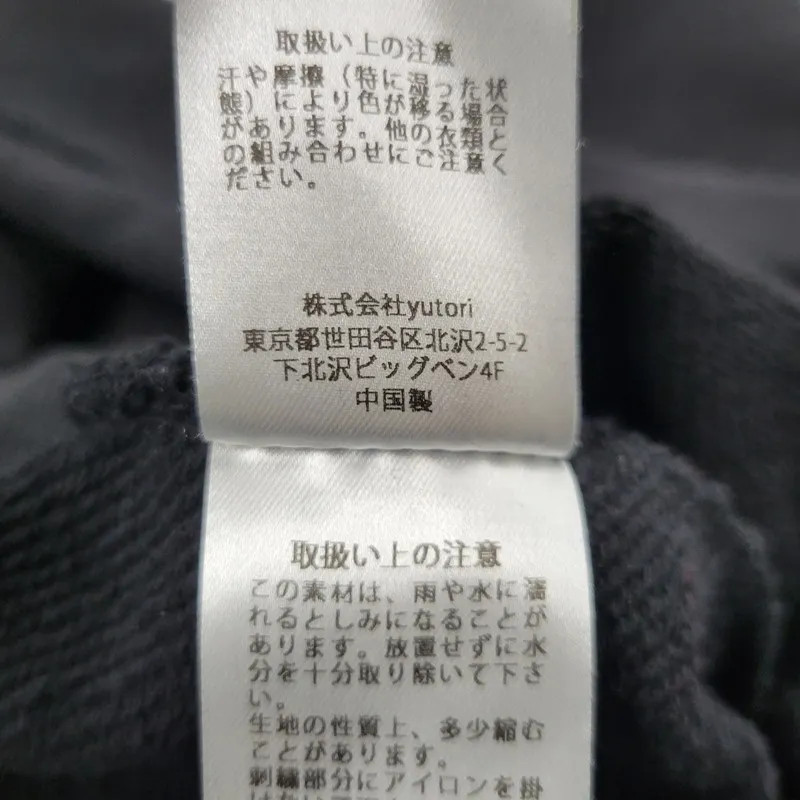 取扱い上の注意
汗や摩擦（特に湿った状
態）により色が移る場合
があります。他の衣類と
の組み合わせにご注意く
ださい。
株式会社yutori
東京都世田谷区北沢2-5-2
下北沢ビッグベン4F
中国製
取扱い上の注意
この素材は、雨や水に濡
れるとしみになることが
あります。放置せずに水
分を十分取り除いて下さ
い。
生地の性質上、多少縮む
ことがあります。
刺繍部分にアイロンを掛